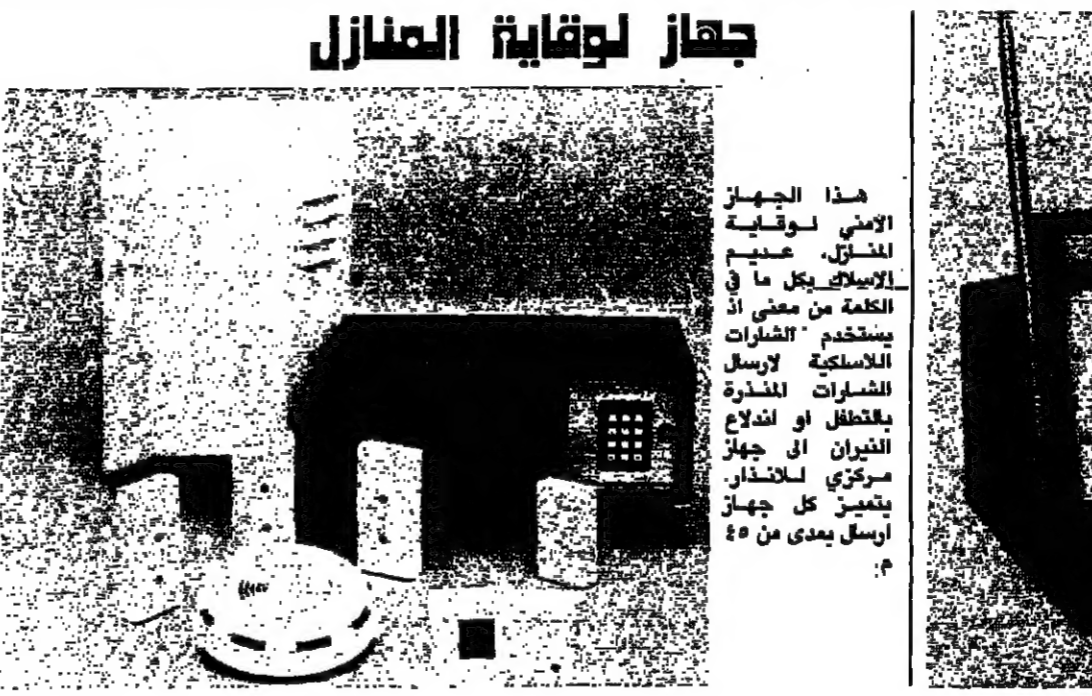 جهاز لوقاية المنازل
هذا الجهاز
الامني لوقاية
المنازل، عديم
الاسلاك بكل ما في
الكلمة من معنى اذ
يستخدم الشارات
اللاسلكية لارسال
الشارات المنذرة
بالتطفل او اندلاع
النيران الى جهاز
مركزي للانذار.
يتميز كل جهاز
ارسال بمدى من ٤٥
م.